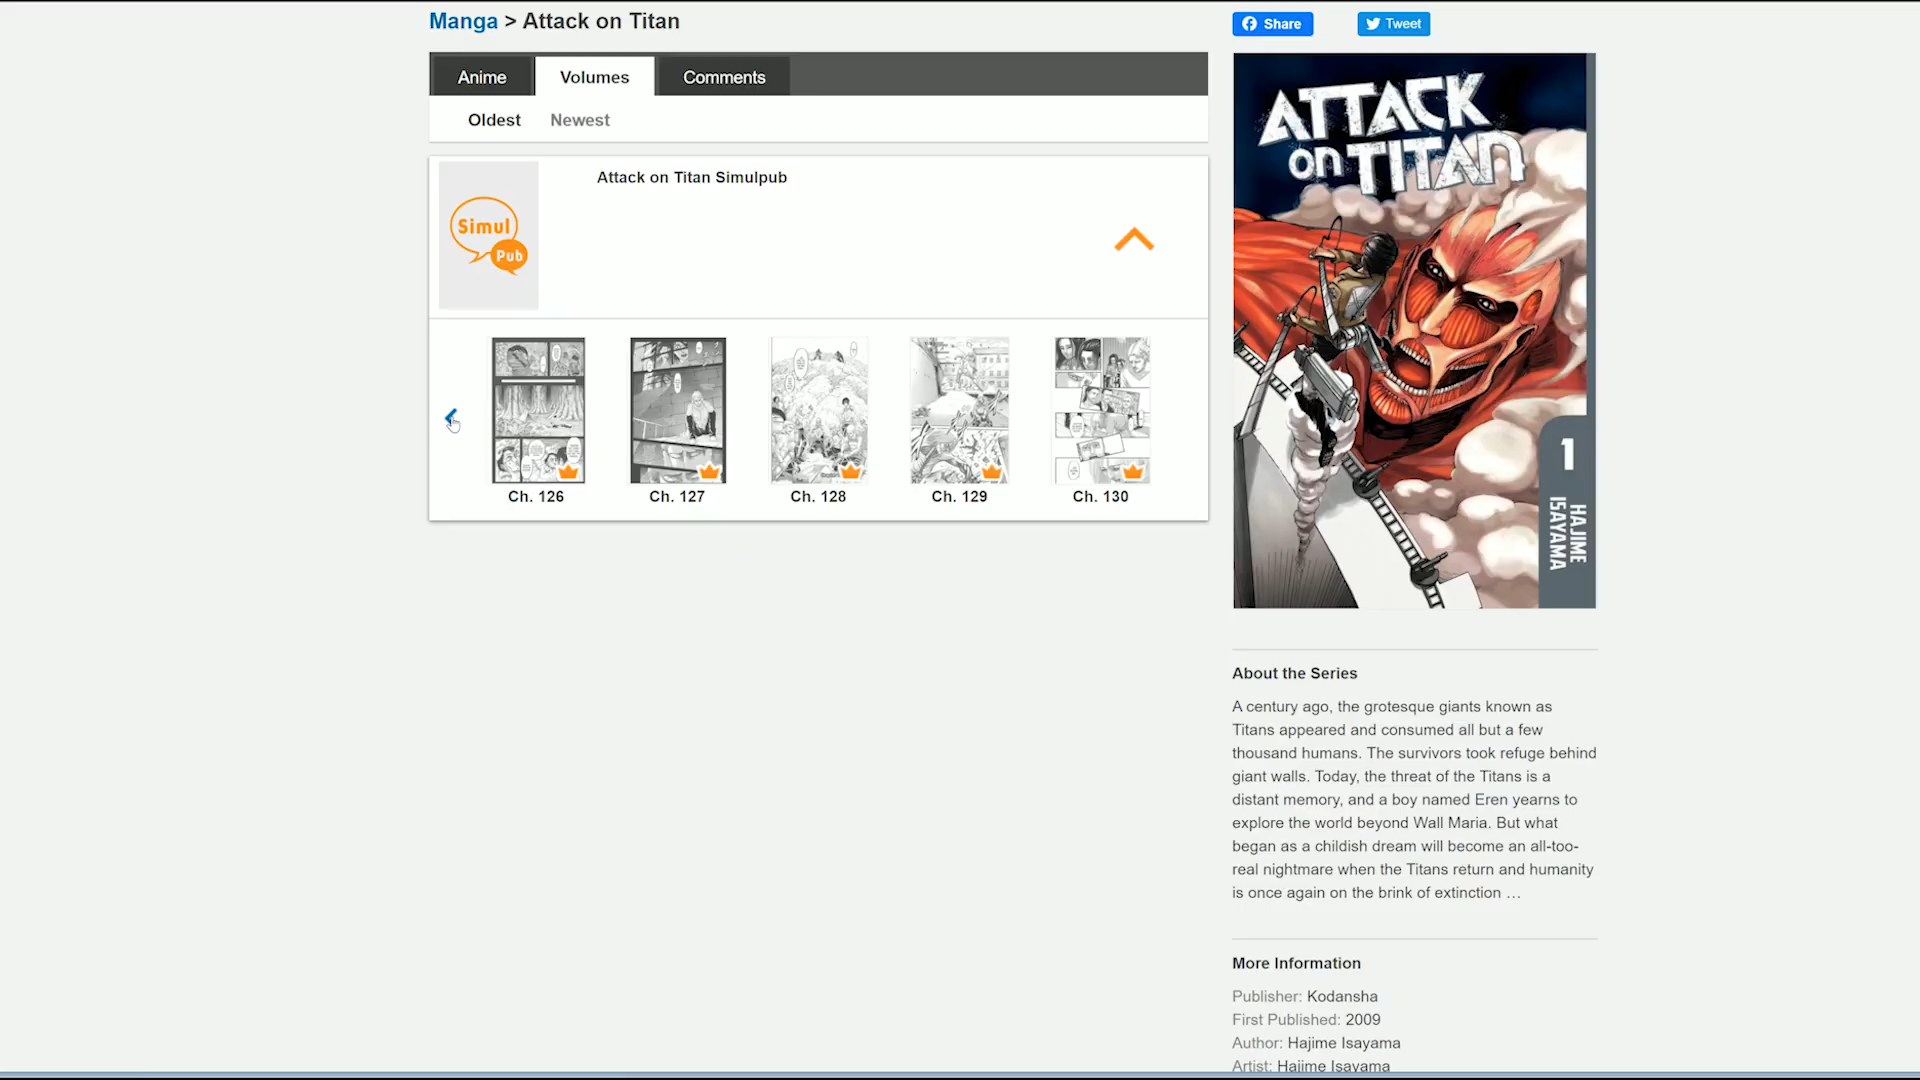 Manga > Attack on Titan
Share
Tweet
Anime
Volumes
Comments
Oldest
Newest
Simul
Pub
Attack on Titan Simulpub
Ch. 126
Ch. 127
Ch. 128
Ch. 129
Ch. 130
ATTACK
on TITAN
1
HAJIME
ISAYAMA
About the Series
A century ago, the grotesque giants known as
Titans appeared and consumed all but a few
thousand humans. The survivors took refuge behind
giant walls. Today, the threat of the Titans is a
distant memory, and a boy named Eren yearns to
explore the world beyond Wall Maria. But what
began as a childish dream will become an all-too-
real nightmare when the Titans return and humanity
is once again on the brink of extinction …
More Information
Publisher: Kodansha
First Published: 2009
Author: Hajime Isayama
Artist: Hajime Isayama